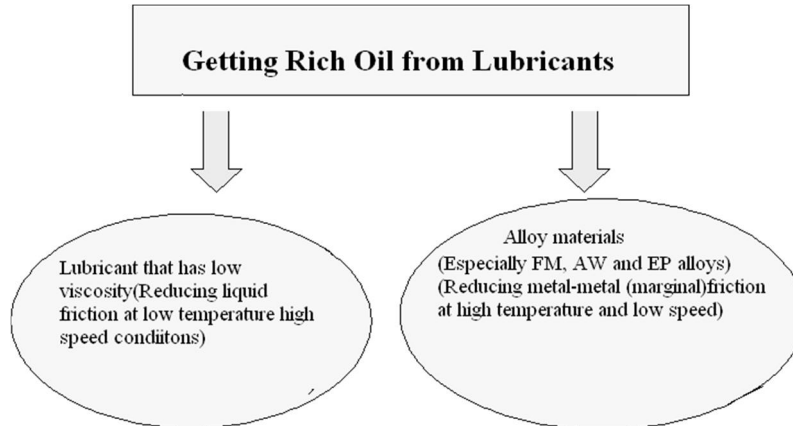 Getting Rich Oil from Lubricants
Lubricant that has low
viscosity(Reducing liquid
friction at low temperature high
speed condiitons)
Alloy materials
(Especially FM, AW and EP alloys)
(Reducing metal-metal (marginal)friction
at high temperature and low speed)